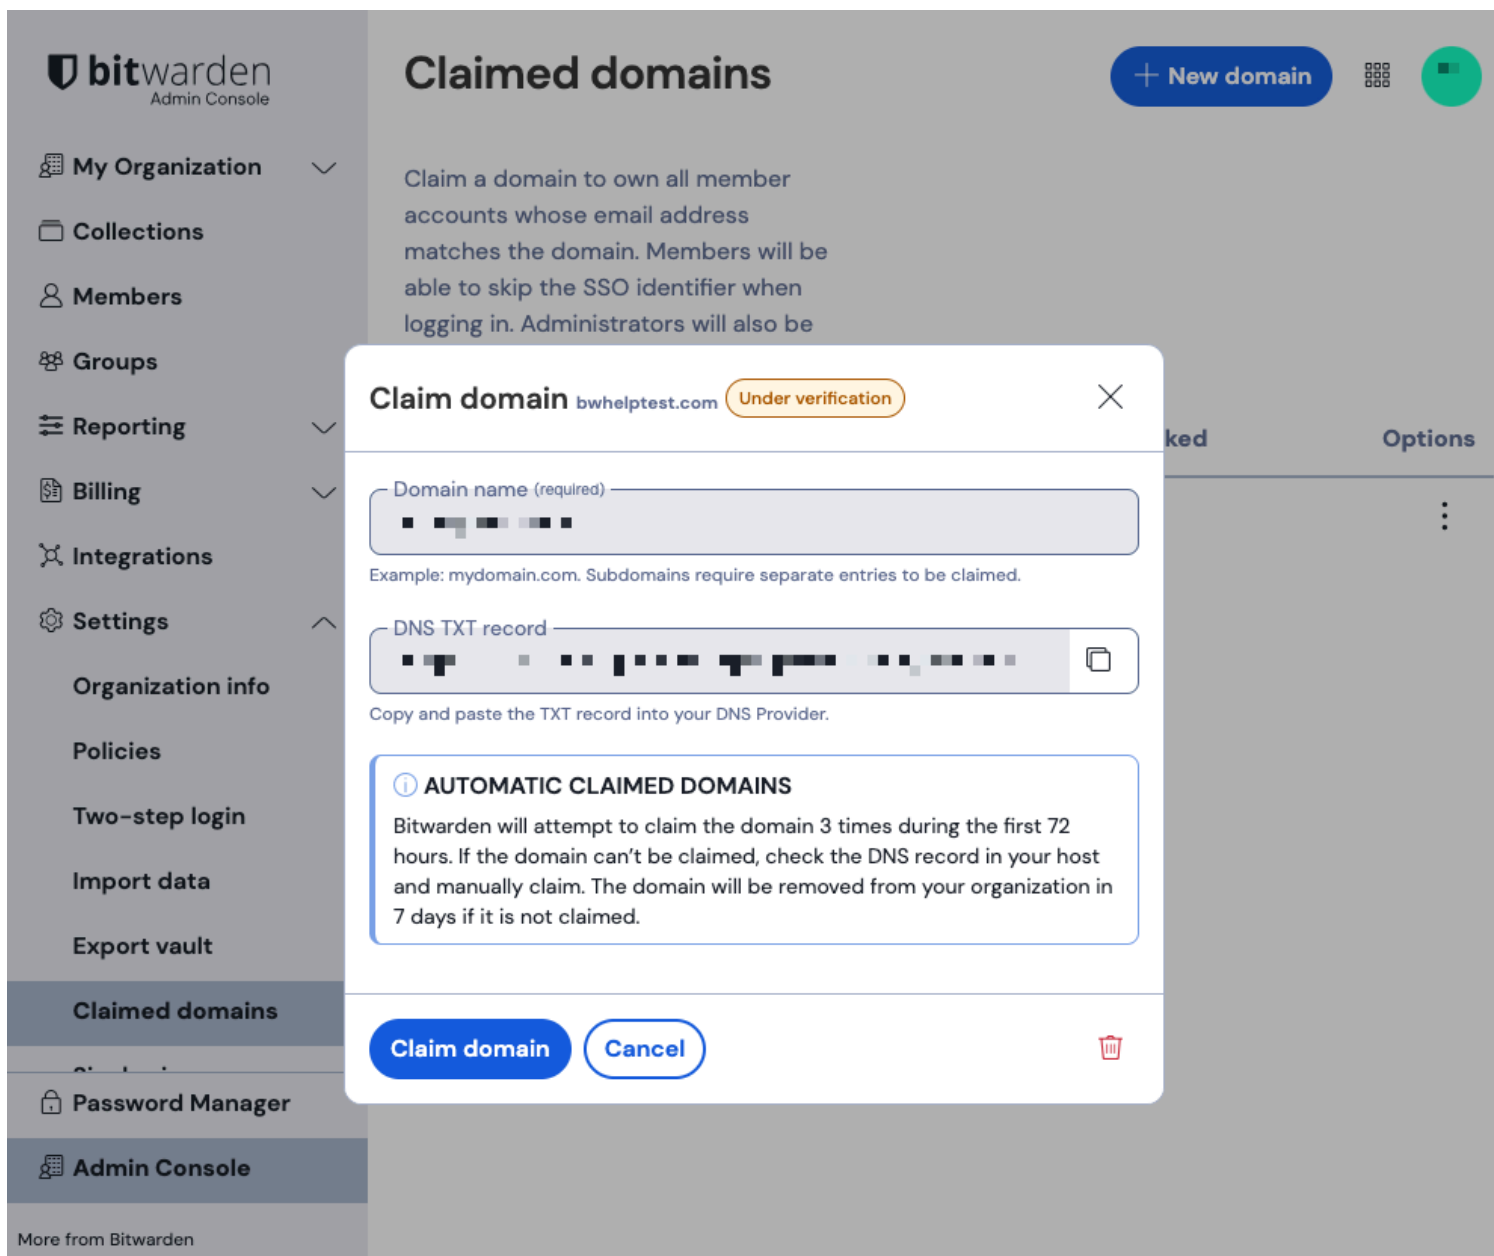 bitwarden
Admin Console
My Organization
Collections
Members
Groups
Reporting
Billing
Integrations
Settings
Organization info
Policies
Two-step login
Import data
Export vault
Claimed domains
Password Manager
Admin Console
More from Bitwarden
Claimed domains
New domain
Claim a domain to own all member
accounts whose email address
matches the domain. Members will be
able to skip the SSO identifier when
logging in. Administrators will also be
ked
Options
Claim domain bwhelptest.com Under verification
Domain name (required)
Example: mydomain.com. Subdomains require separate entries to be claimed.
DNS TXT record
Copy and paste the TXT record into your DNS Provider.
AUTOMATIC CLAIMED DOMAINS
Bitwarden will attempt to claim the domain 3 times during the first 72
hours. If the domain can't be claimed, check the DNS record in your host
and manually claim. The domain will be removed from your organization in
7 days if it is not claimed.
Claim domain
Cancel